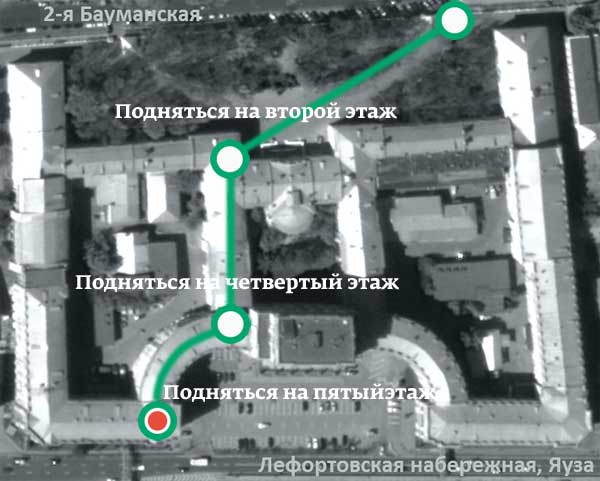 2-я Бауманская
Подняться на второй этаж
Подняться на четвертый этаж
Подняться на пятыйэтаж
Лефортовская набережная, Яуза